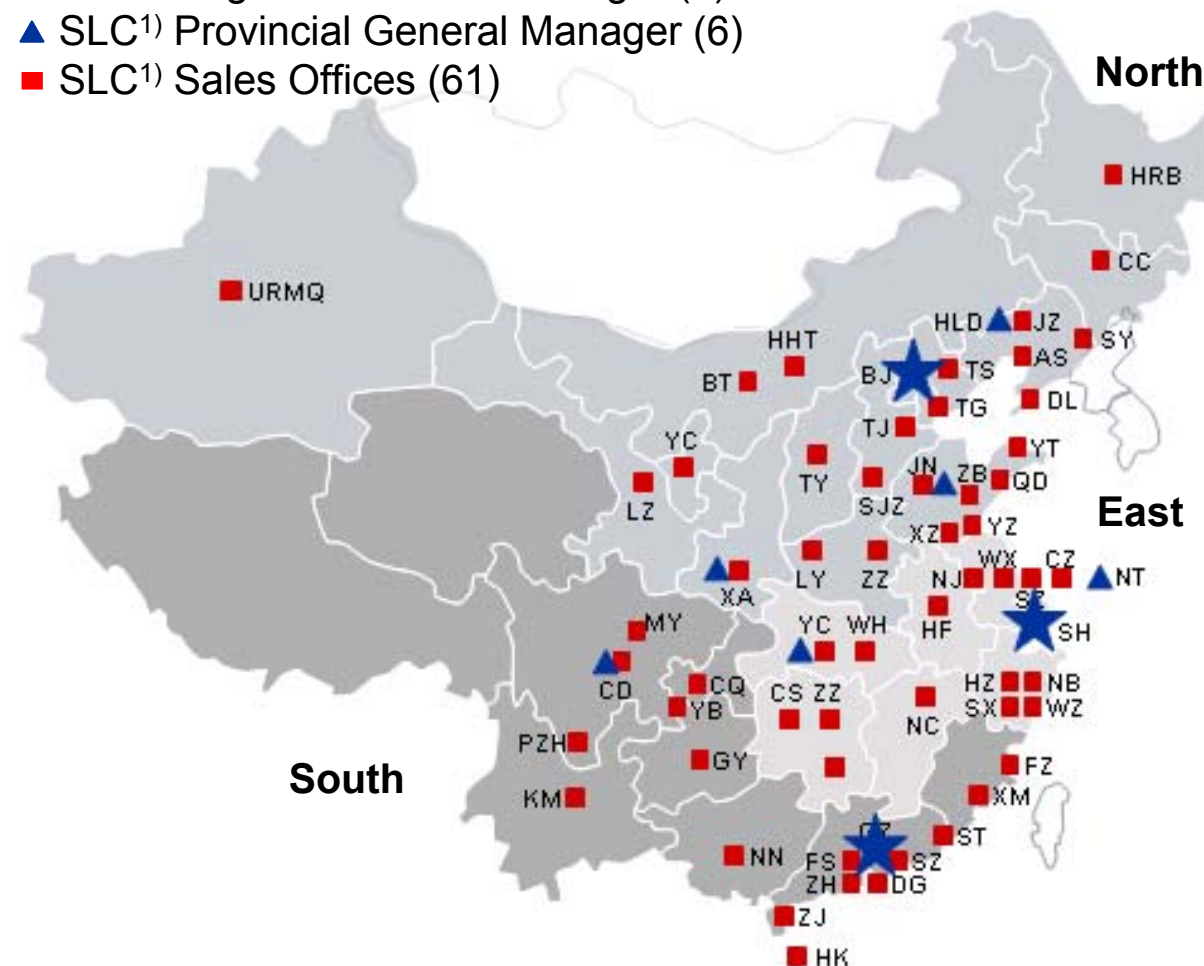 SLC1) Provincial General Manager (6)
SLC1) Sales Offices (61)
North
HRB
CC
URMQ
HLD
JZ
SY
HHT
AS
BJ
TS
BT
DL
TG
TJ
YC
YT
TY
JN
ZB
QD
LZ
SJZ
XZ
YZ
East
LY
ZZ
NJ
WX
CZ
NT
XA
SZ
HF
SH
MY
YC
WH
CD
CQ
HZ
NB
CS
ZZ
YB
SX
WZ
NC
PZH
South
GY
FZ
KM
XM
ST
NN
FS
SZ
ZH
DG
ZJ
HK